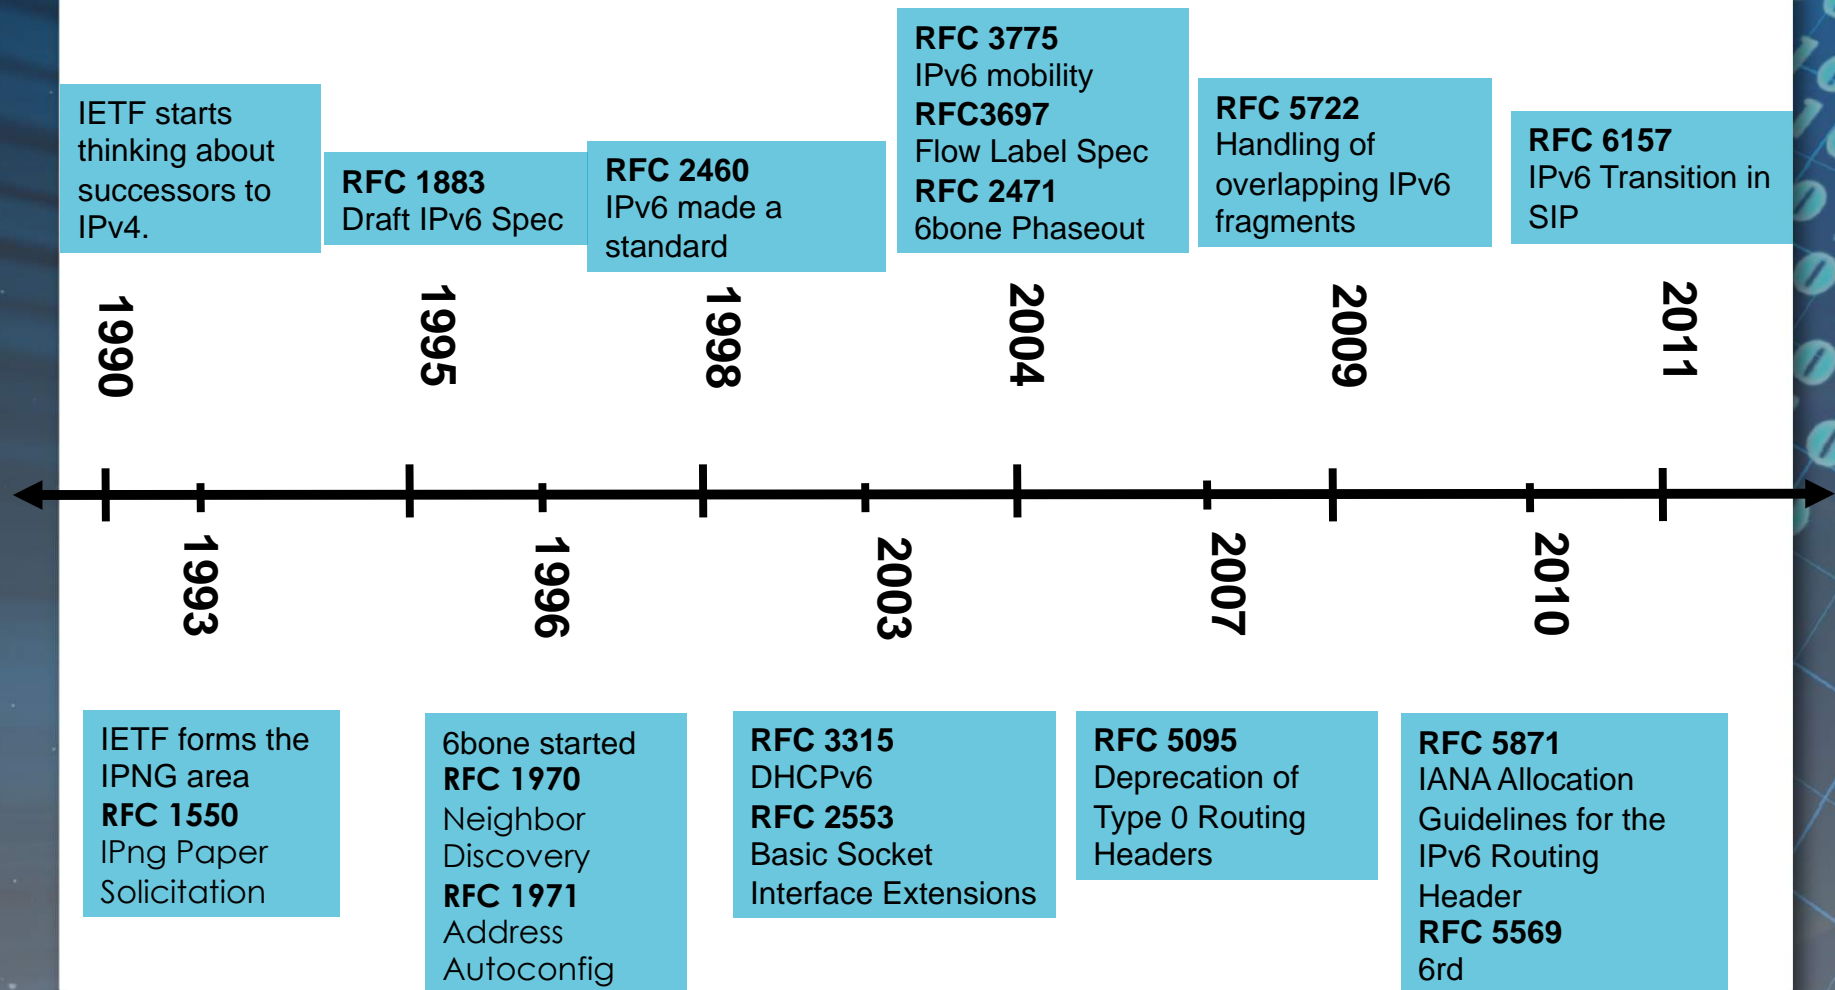 IETF starts
thinking about
successors to
IPv4.
RFC 1883
Draft IPv6 Spec
RFC 2460
IPv6 made a
standard
RFC 3775
IPv6 mobility
RFC3697
Flow Label Spec
RFC 2471
6bone Phaseout
RFC 5722
Handling of
overlapping IPv6
fragments
RFC 6157
IPv6 Transition in
SIP
1990
1995
1998
2004
2009
2011
1993
1996
2003
2007
2010
IETF forms the
IPNG area
RFC 1550
IPng Paper
Solicitation
6bone started
RFC 1970
Neighbor
Discovery
RFC 1971
Address
Autoconfig
RFC 3315
DHCPv6
RFC 2553
Basic Socket
Interface Extensions
RFC 5095
Deprecation of
Type 0 Routing
Headers
RFC 5871
IANA Allocation
Guidelines for the
IPv6 Routing
Header
RFC 5569
6rd